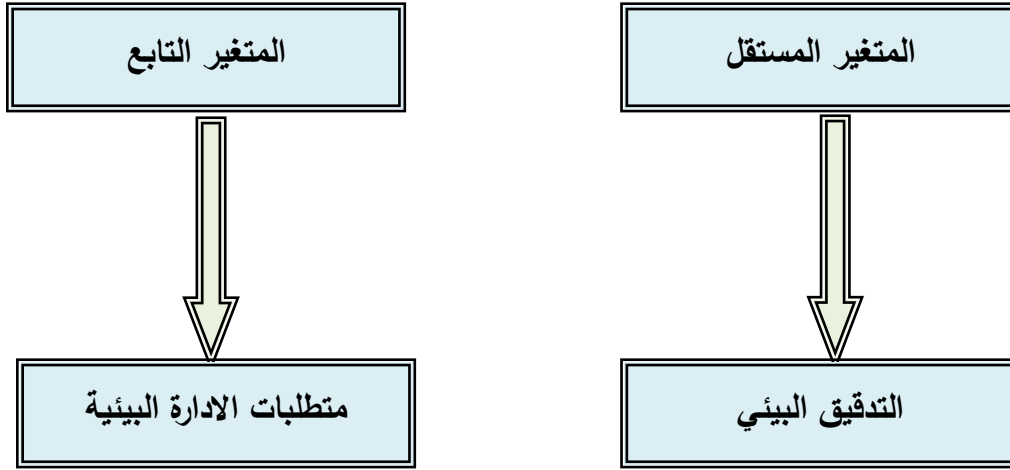 المتغير المستقل
المتغير التابع
التدقيق البيئي
متطلبات الادارة البيئية